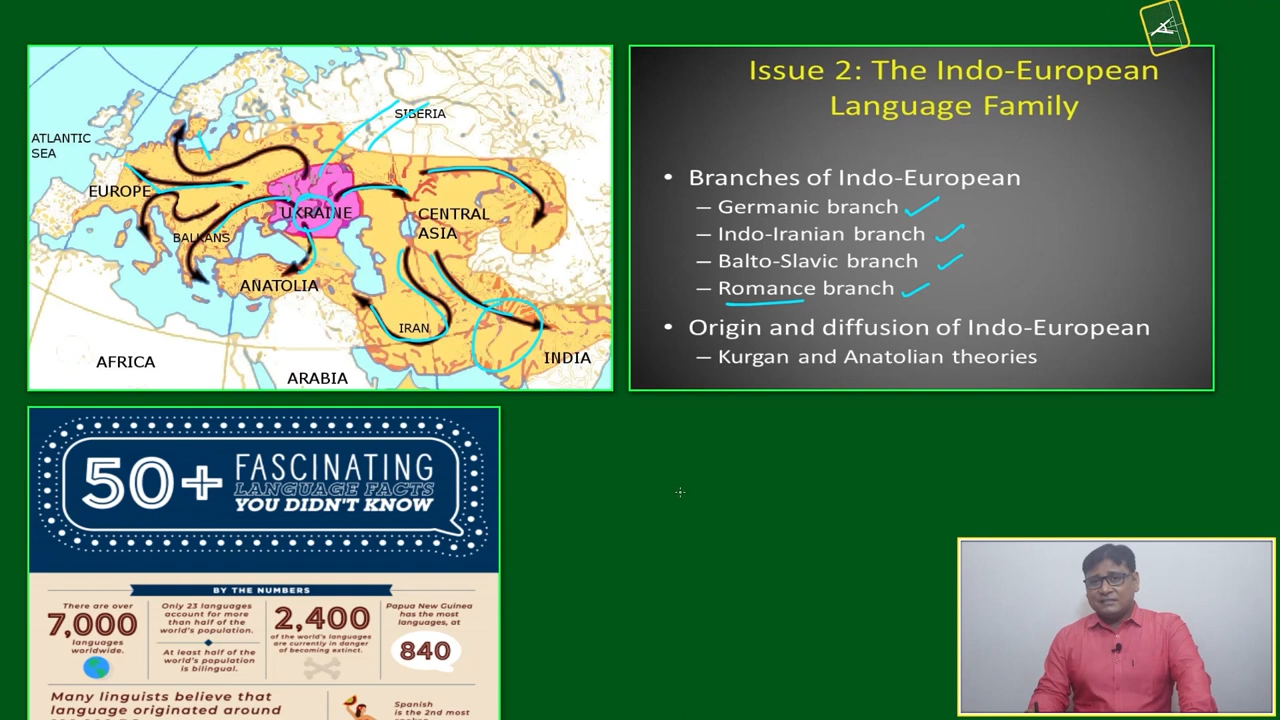 SIBERIA
ATLANTIC
SEA
EUROPE
UKRAINE
CENTRAL
ASIA
BALKANS
ANATOLIA
IRAN
INDIA
AFRICA
ARABIA
Issue 2: The Indo-European
Language Family
• Branches of Indo-European
– Germanic branch
– Indo-Iranian branch
– Balto-Slavic branch
– Romance branch
• Origin and diffusion of Indo-European
– Kurgan and Anatolian theories
50+ FASCINATING
LANGUAGE FACTS
YOU DIDN'T KNOW
BY THE NUMBERS
There are over
7,000
languages
worldwide.
Only 23 languages
account for more
than half of the
world's population.
At least half of the
world's population
is bilingual.
2,400
of the world's languages
are currently in danger
of becoming extinct.
Papua New Guinea
has the most
languages, at
840
Many linguists believe that
language originated around
Spanish
is the 2nd most